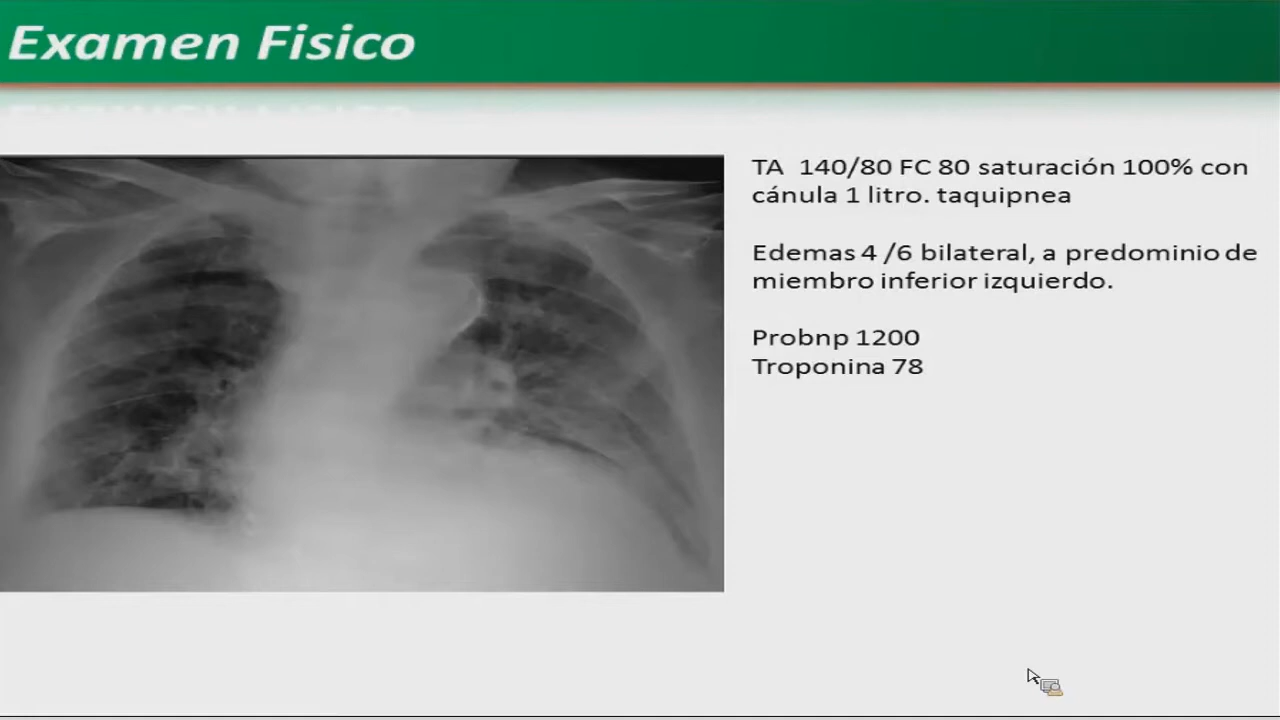 Examen Fisico
TA 140/80 FC 80 saturación 100% con
cánula 1 litro. taquipnea
Edemas 4 /6 bilateral, a predominio de
miembro inferior izquierdo.
Probnp 1200
Troponina 78